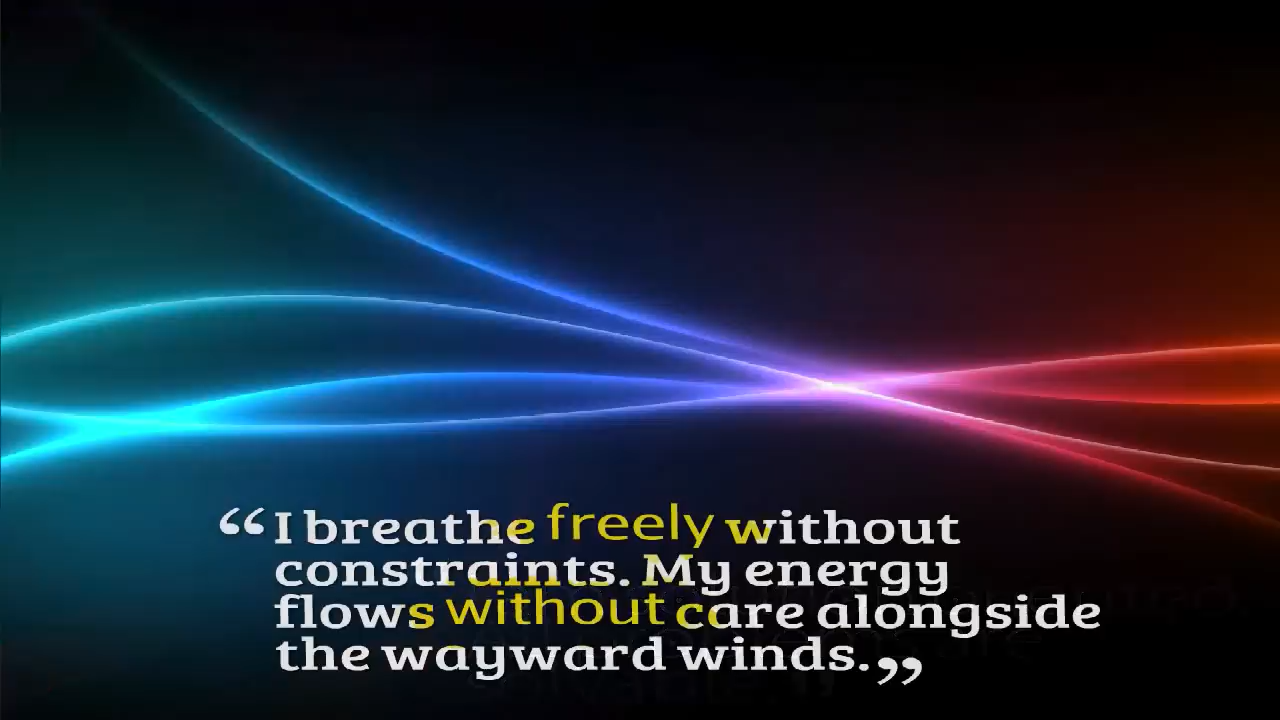 “I breathe freely without
constraints. My energy
flows without care alongside
the wayward winds.”